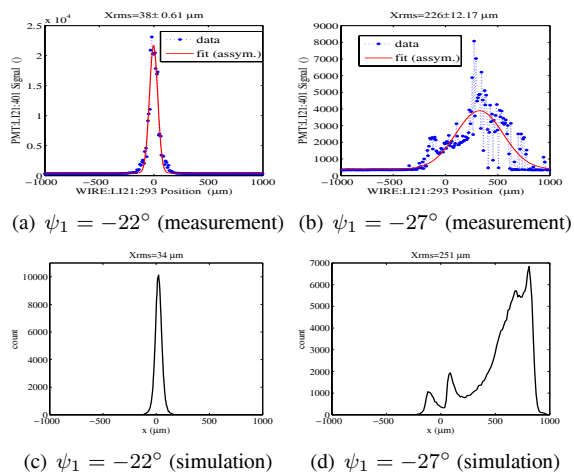 Xrms=38± 0.61 µm
x 10⁴
2.5
2
1.5
1
0.5
0
PMT:LI21:401 Signal ()
data
fit (assym.)
−1000 −500 0 500 1000
WIRE:LI21:293 Position (µm)
(a) ψ₁ = −22° (measurement)
Xrms=226±12.17 µm
9000
8000
7000
6000
5000
4000
3000
2000
1000
0
PMT:LI21:401 Signal ()
data
fit (assym.)
−1000 −500 0 500 1000
WIRE:LI21:293 Position (µm)
(b) ψ₁ = −27° (measurement)
Xrms=34 µm
10000
8000
6000
4000
2000
0
count
−1000 −500 0 500 1000
x (µm)
(c) ψ₁ = −22° (simulation)
Xrms=251 µm
7000
6000
5000
4000
3000
2000
1000
0
count
−1000 −500 0 500 1000
x (µm)
(d) ψ₁ = −27° (simulation)